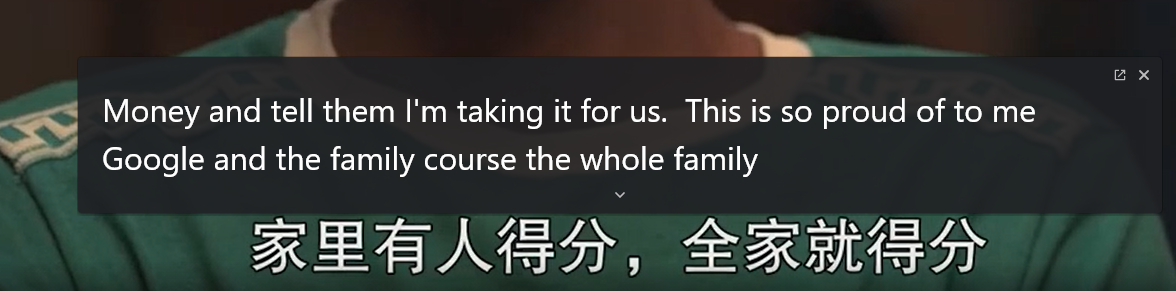 Money and tell them I'm taking it for us.  This is so proud of to me
Google and the family course the whole family
家里有人得分，全家就得分